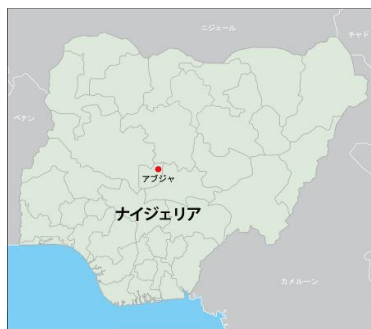 ニジェール
チャド
ベナン
アブジャ
ナイジェリア
カメルーン